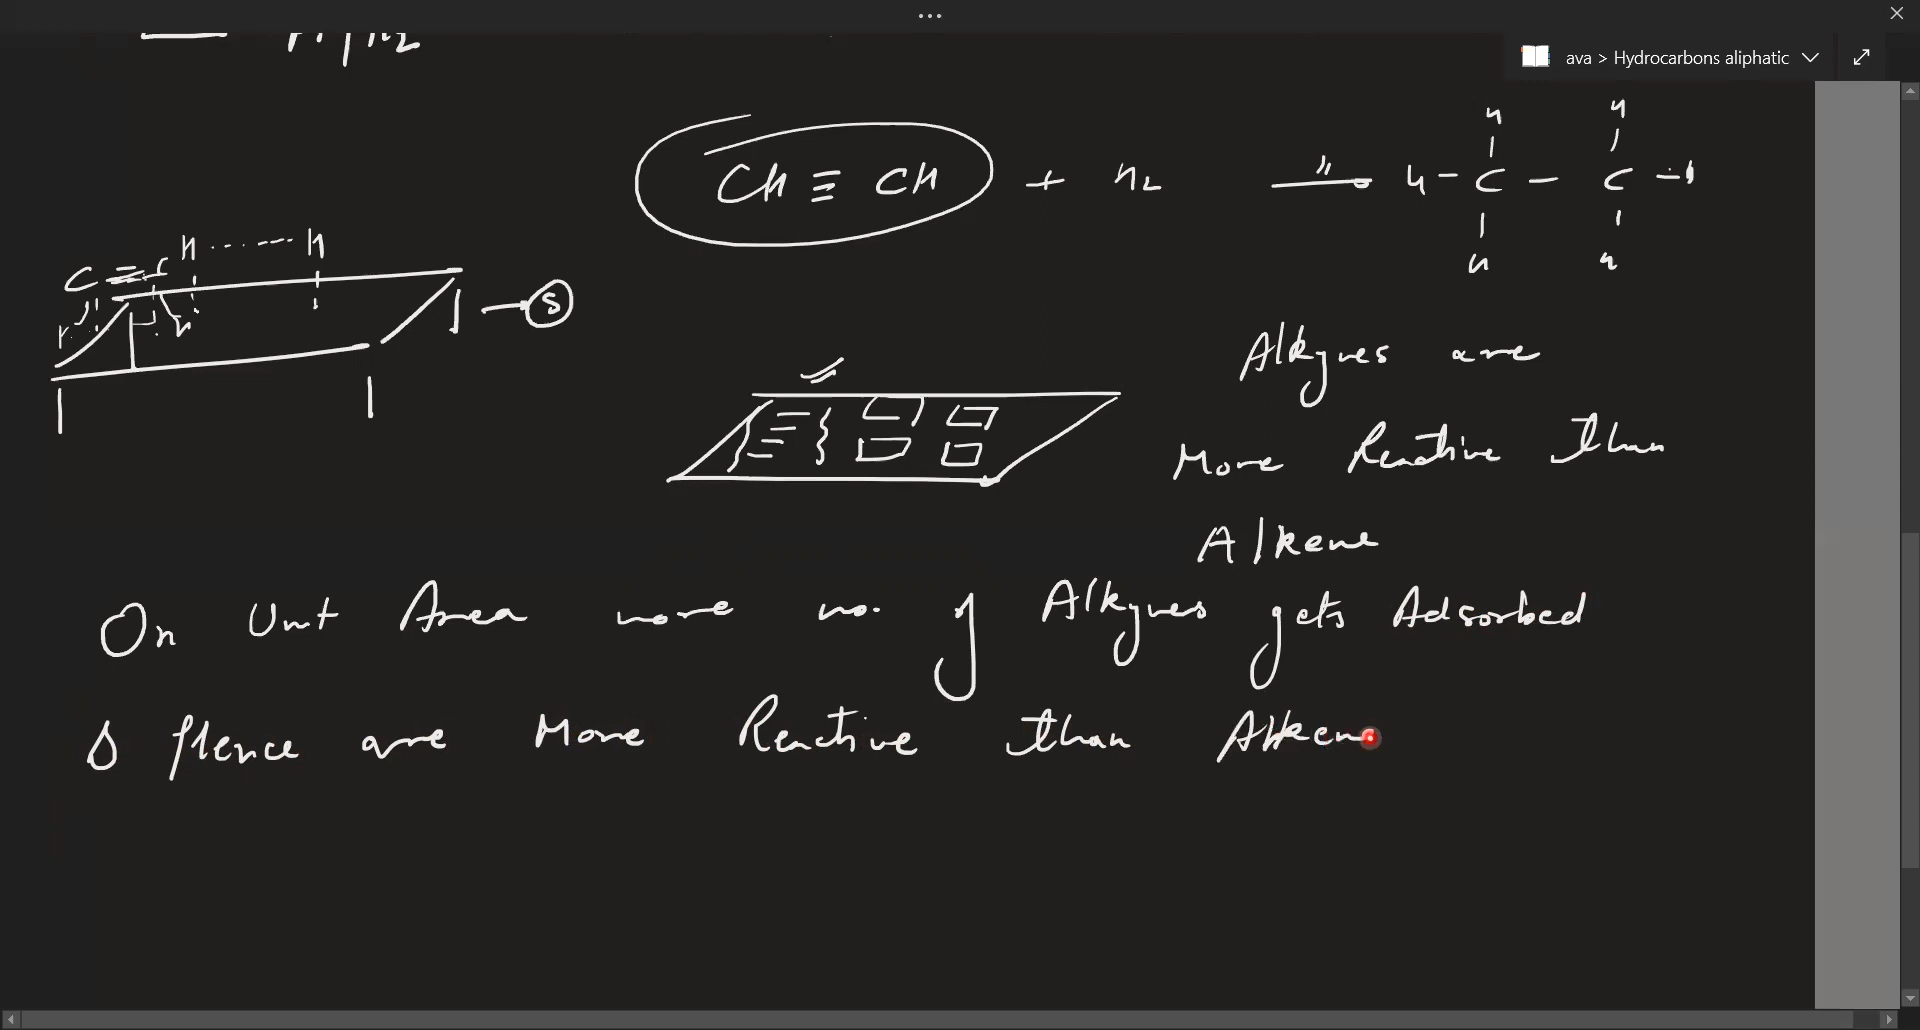 ava > Hydrocarbons aliphatic
H H
CH ≡ CH + H2 → H - C - C - H
H H
C ≡ C H ...... H
H H
S
Alkynes are
More Reactive than
Alkene
On Unit Area more no. of Alkynes gets Adsorbed
& Hence are More Reactive than Alkene